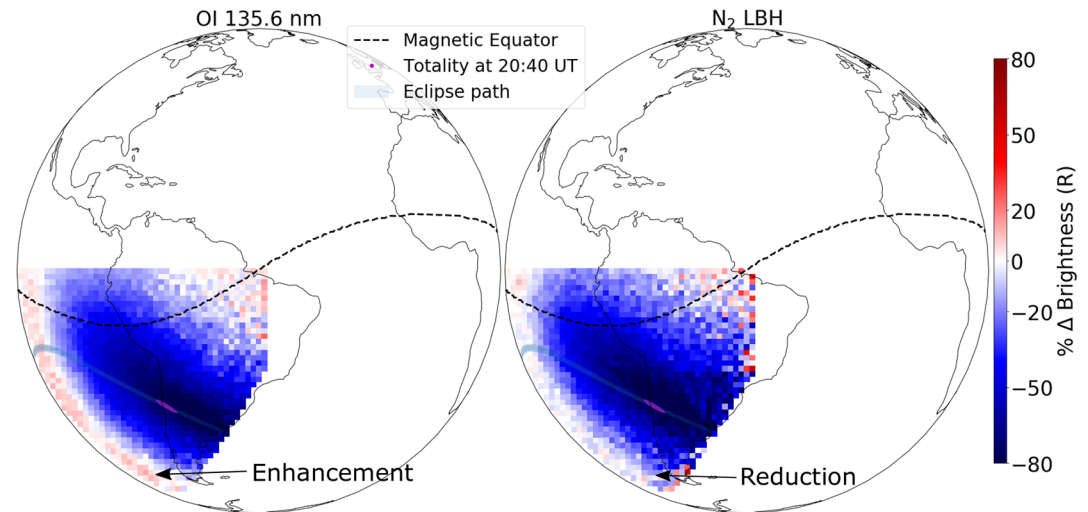 OI 135.6 nm
N₂ LBH
Magnetic Equator
Totality at 20:40 UT
Eclipse path
80
50
20
0
−20
−50
−80
% Δ Brightness (R)
Enhancement
Reduction